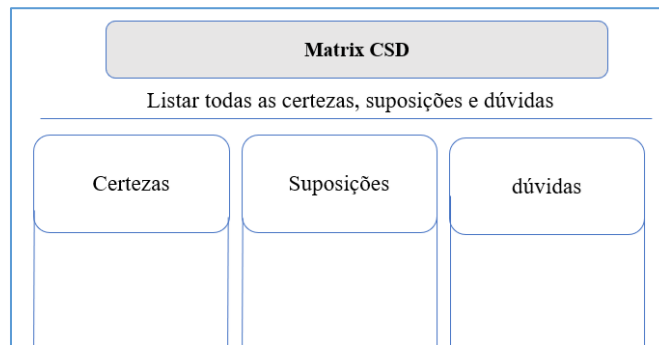 Matrix CSD
Listar todas as certezas, suposições e dúvidas
Certezas
Suposições
dúvidas